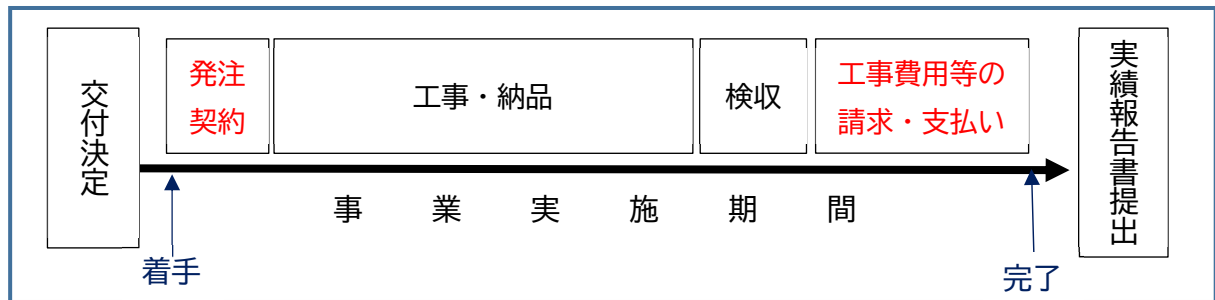 交付決定
発注
契約
工事・納品
検収
工事費用等の
請求・支払い
実績報告書提出
事業実施期間
着手
完了